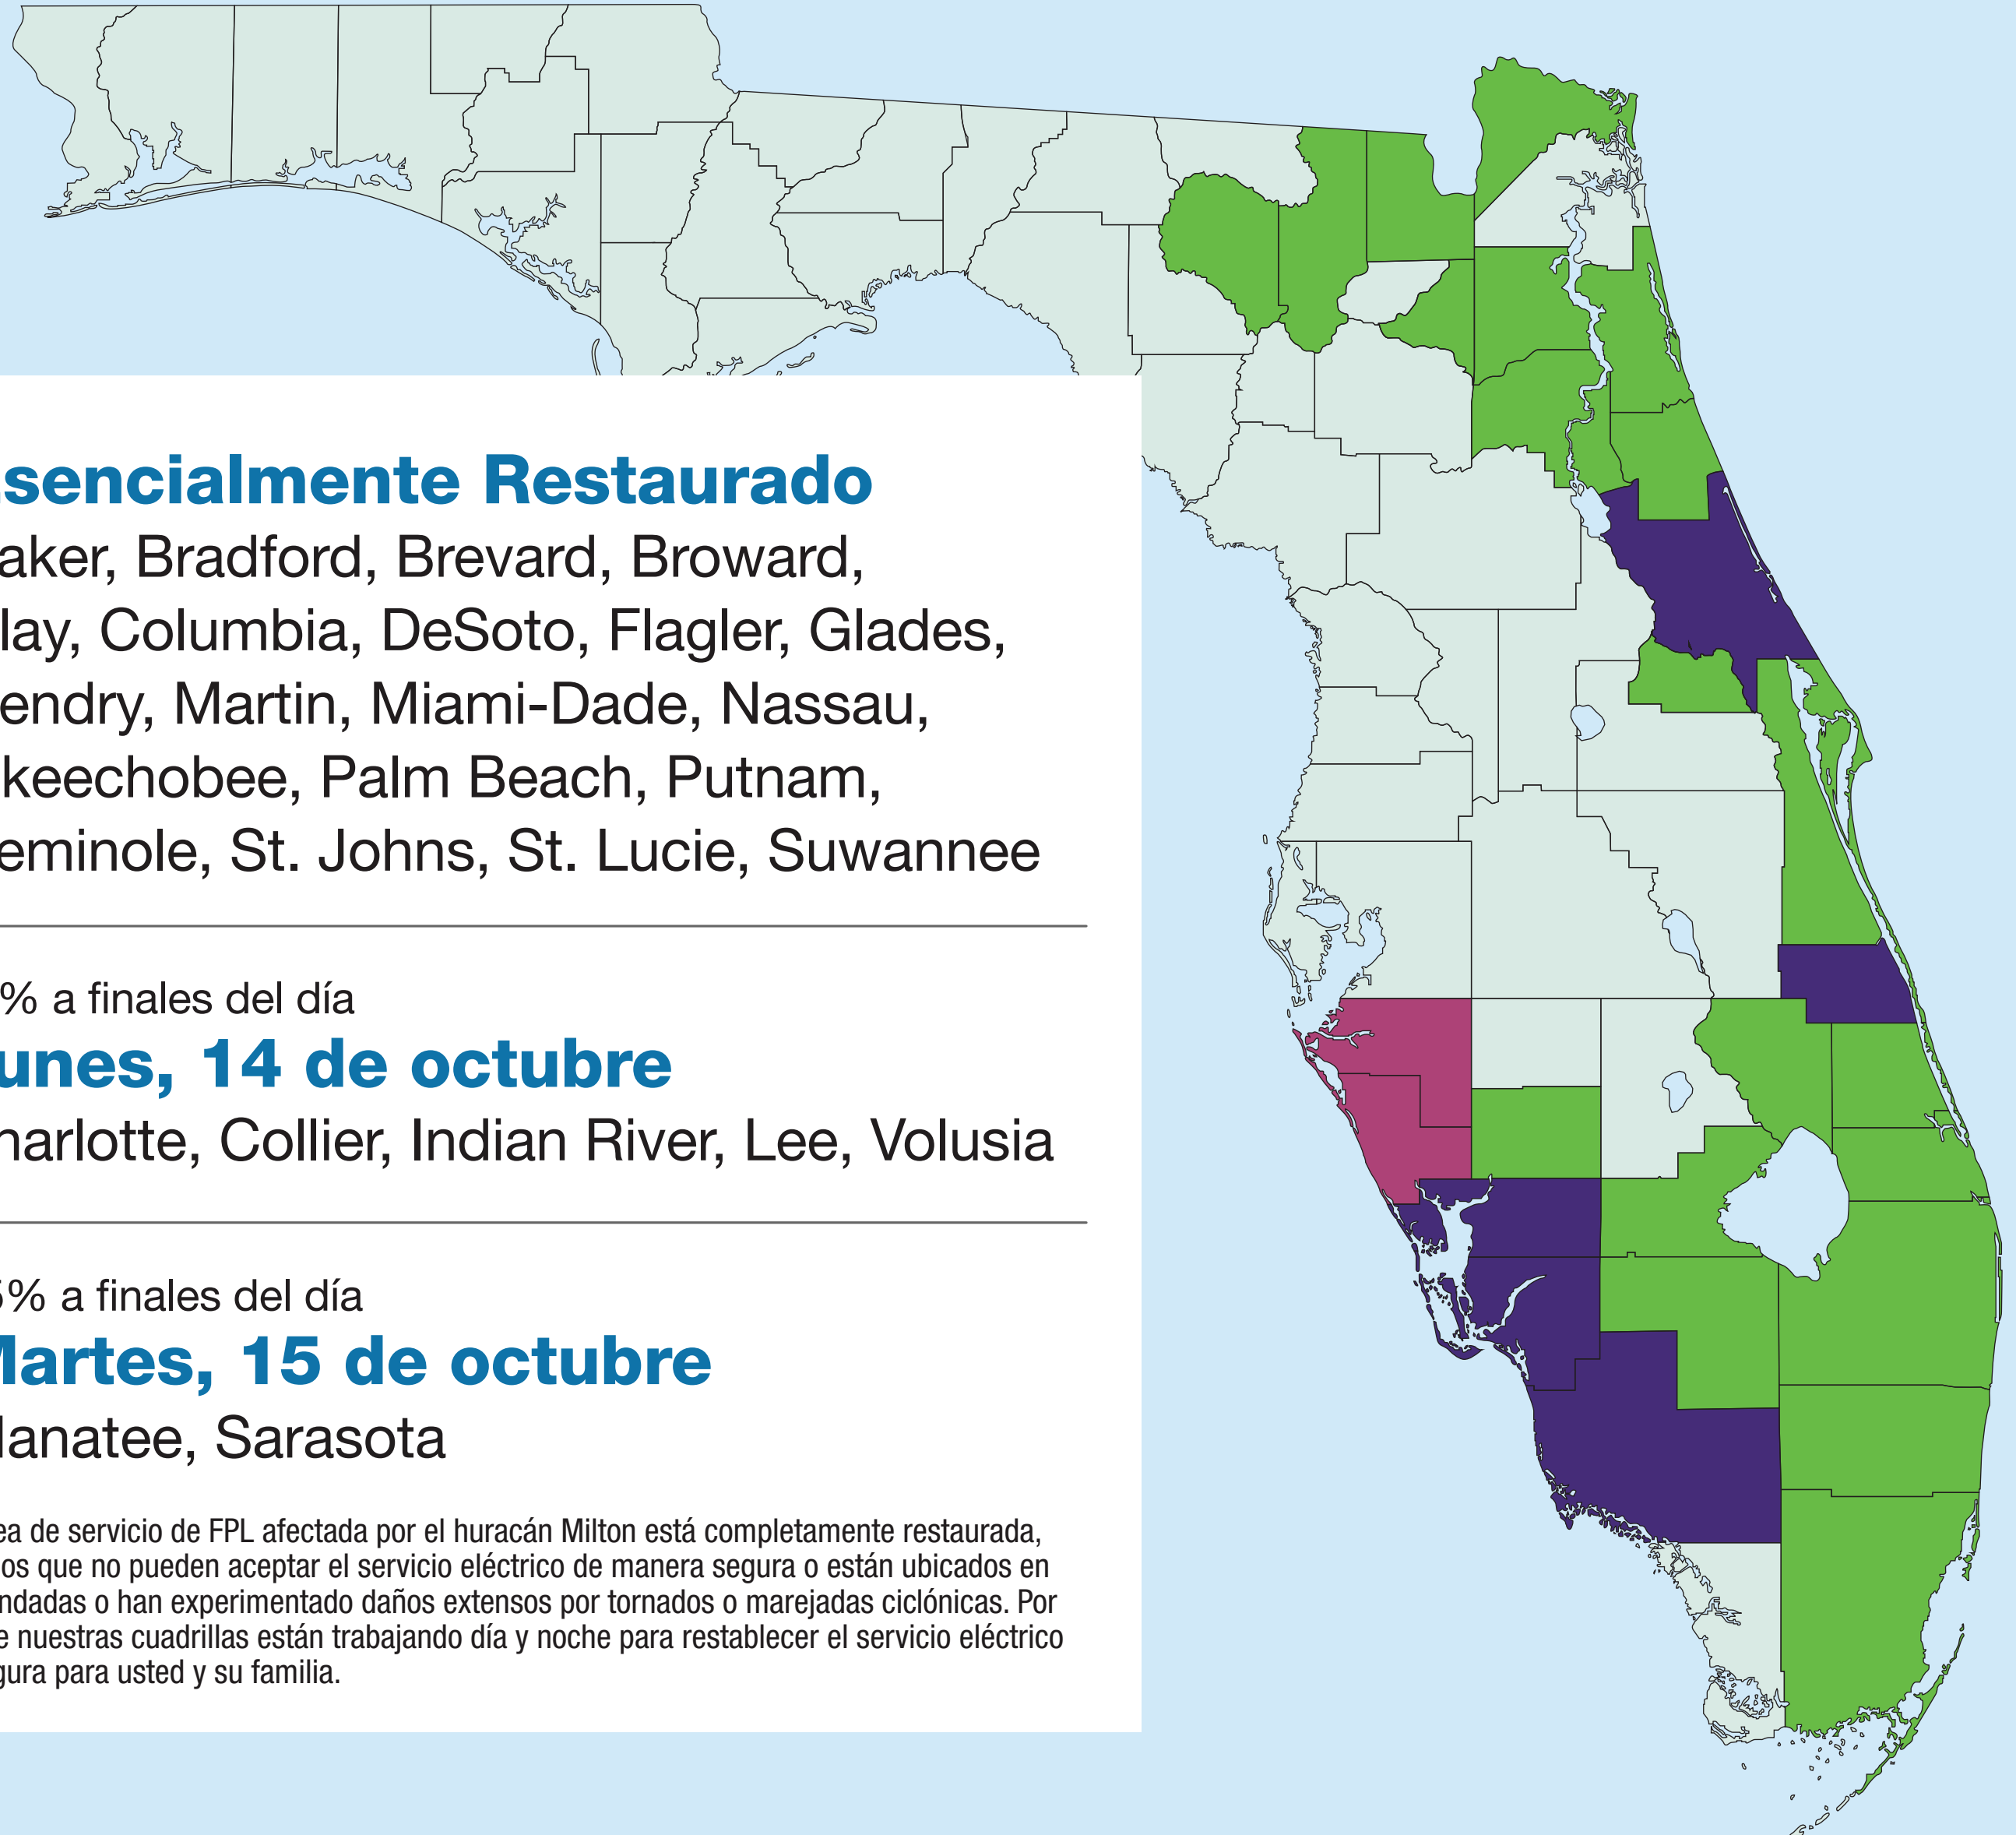 sencialmente Restaurado
aker, Bradford, Brevard, Broward,
lay, Columbia, DeSoto, Flagler, Glades,
endry, Martin, Miami-Dade, Nassau,
keechobee, Palm Beach, Putnam,
eminole, St. Johns, St. Lucie, Suwannee
% a finales del día
unes, 14 de octubre
harlotte, Collier, Indian River, Lee, Volusia
5% a finales del día
Martes, 15 de octubre
anatee, Sarasota
ea de servicio de FPL afectada por el huracán Milton está completamente restaurada,
os que no pueden aceptar el servicio eléctrico de manera segura o están ubicados en
ndadas o han experimentado daños extensos por tornados o marejadas ciclónicas. Por
e nuestras cuadrillas están trabajando día y noche para restablecer el servicio eléctrico
gura para usted y su familia.